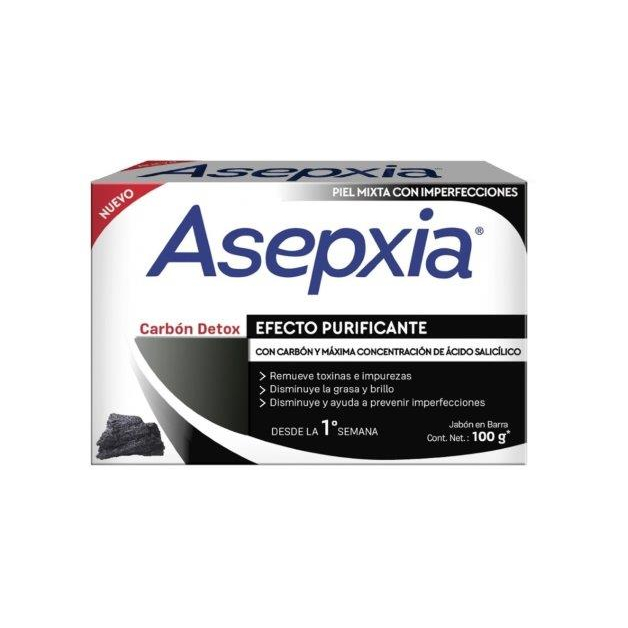 Asepxia
NUEVO
PIEL MIXTA CON IMPERFECCIONES
Asepxia®
Carbón Detox
EFECTO PURIFICANTE
CON CARBÓN Y MÁXIMA CONCENTRACIÓN DE ÁCIDO SALICÍLICO
> Remueve toxinas e impurezas
> Disminuye la grasa y brillo
> Disminuye y ayuda a prevenir imperfecciones
DESDE LA 1° SEMANA
Jabón en Barra
Cont. Net.: 100 g*